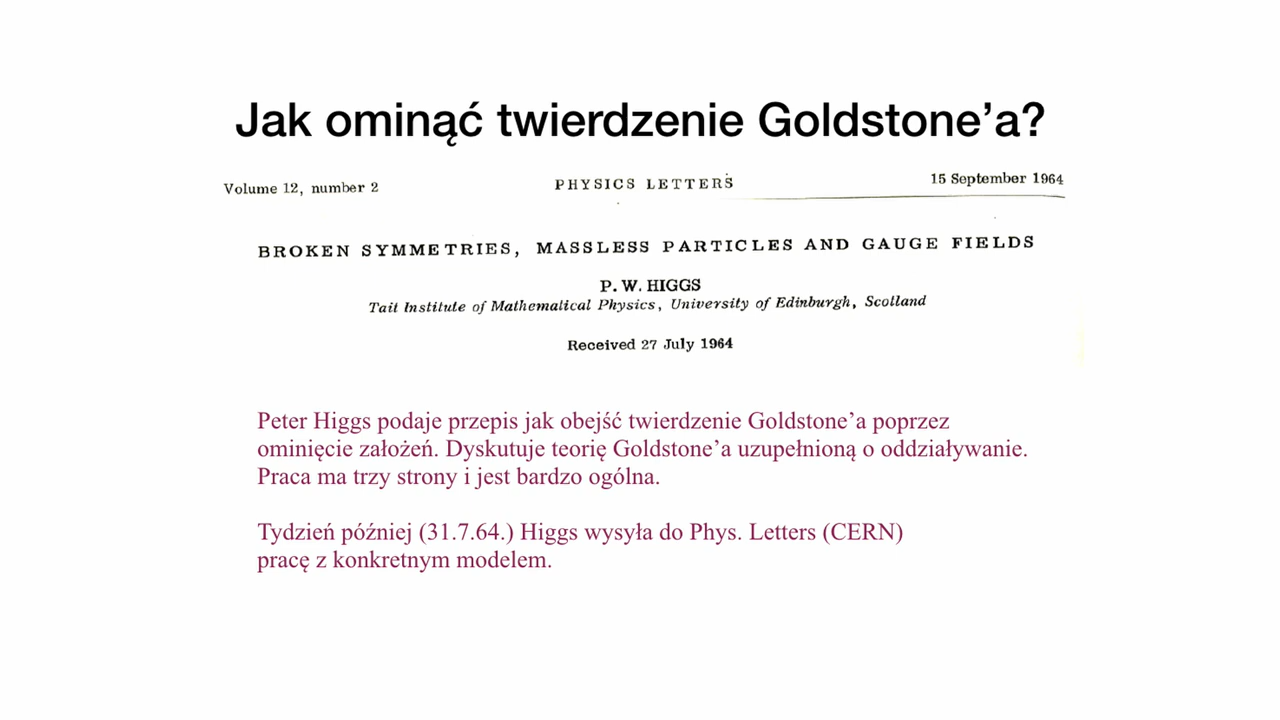 Jak ominąć twierdzenie Goldstone’a?
Volume 12, number 2 PHYSICS LETTERS 15 September 1964
BROKEN SYMMETRIES, MASSLESS PARTICLES AND GAUGE FIELDS
P. W. HIGGS
Tait Institute of Mathematical Physics, University of Edinburgh, Scotland
Received 27 July 1964
Peter Higgs podaje przepis jak obejść twierdzenie Goldstone’a poprzez
ominięcie założeń. Dyskutuje teorię Goldstone’a uzupełnioną o oddziaływanie.
Praca ma trzy strony i jest bardzo ogólna.
Tydzień później (31.7.64.) Higgs wysyła do Phys. Letters (CERN)
pracę z konkretnym modelem.